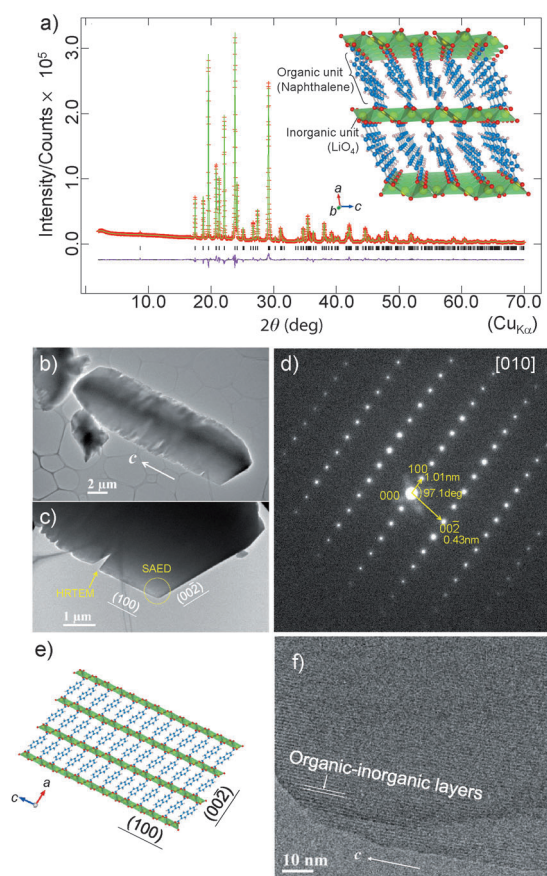 a)
Intensity/Counts × 10⁵
3.0
2.0
1.0
0.0
10.0 20.0 30.0 40.0 50.0 60.0 70.0
2θ (deg)
(CuKα)
Organic unit
(Naphthalene)
Inorganic unit
(LiO₄)
a
b
c
b)
c
2 μm
c)
SAED
HRTEM
(100)
(002̅)
1 μm
d)
[010]
100
1.01nm
000
97.1deg
002̅
0.43nm
e)
c
a
(100)
(002̅)
f)
Organic-inorganic layers
10 nm
c